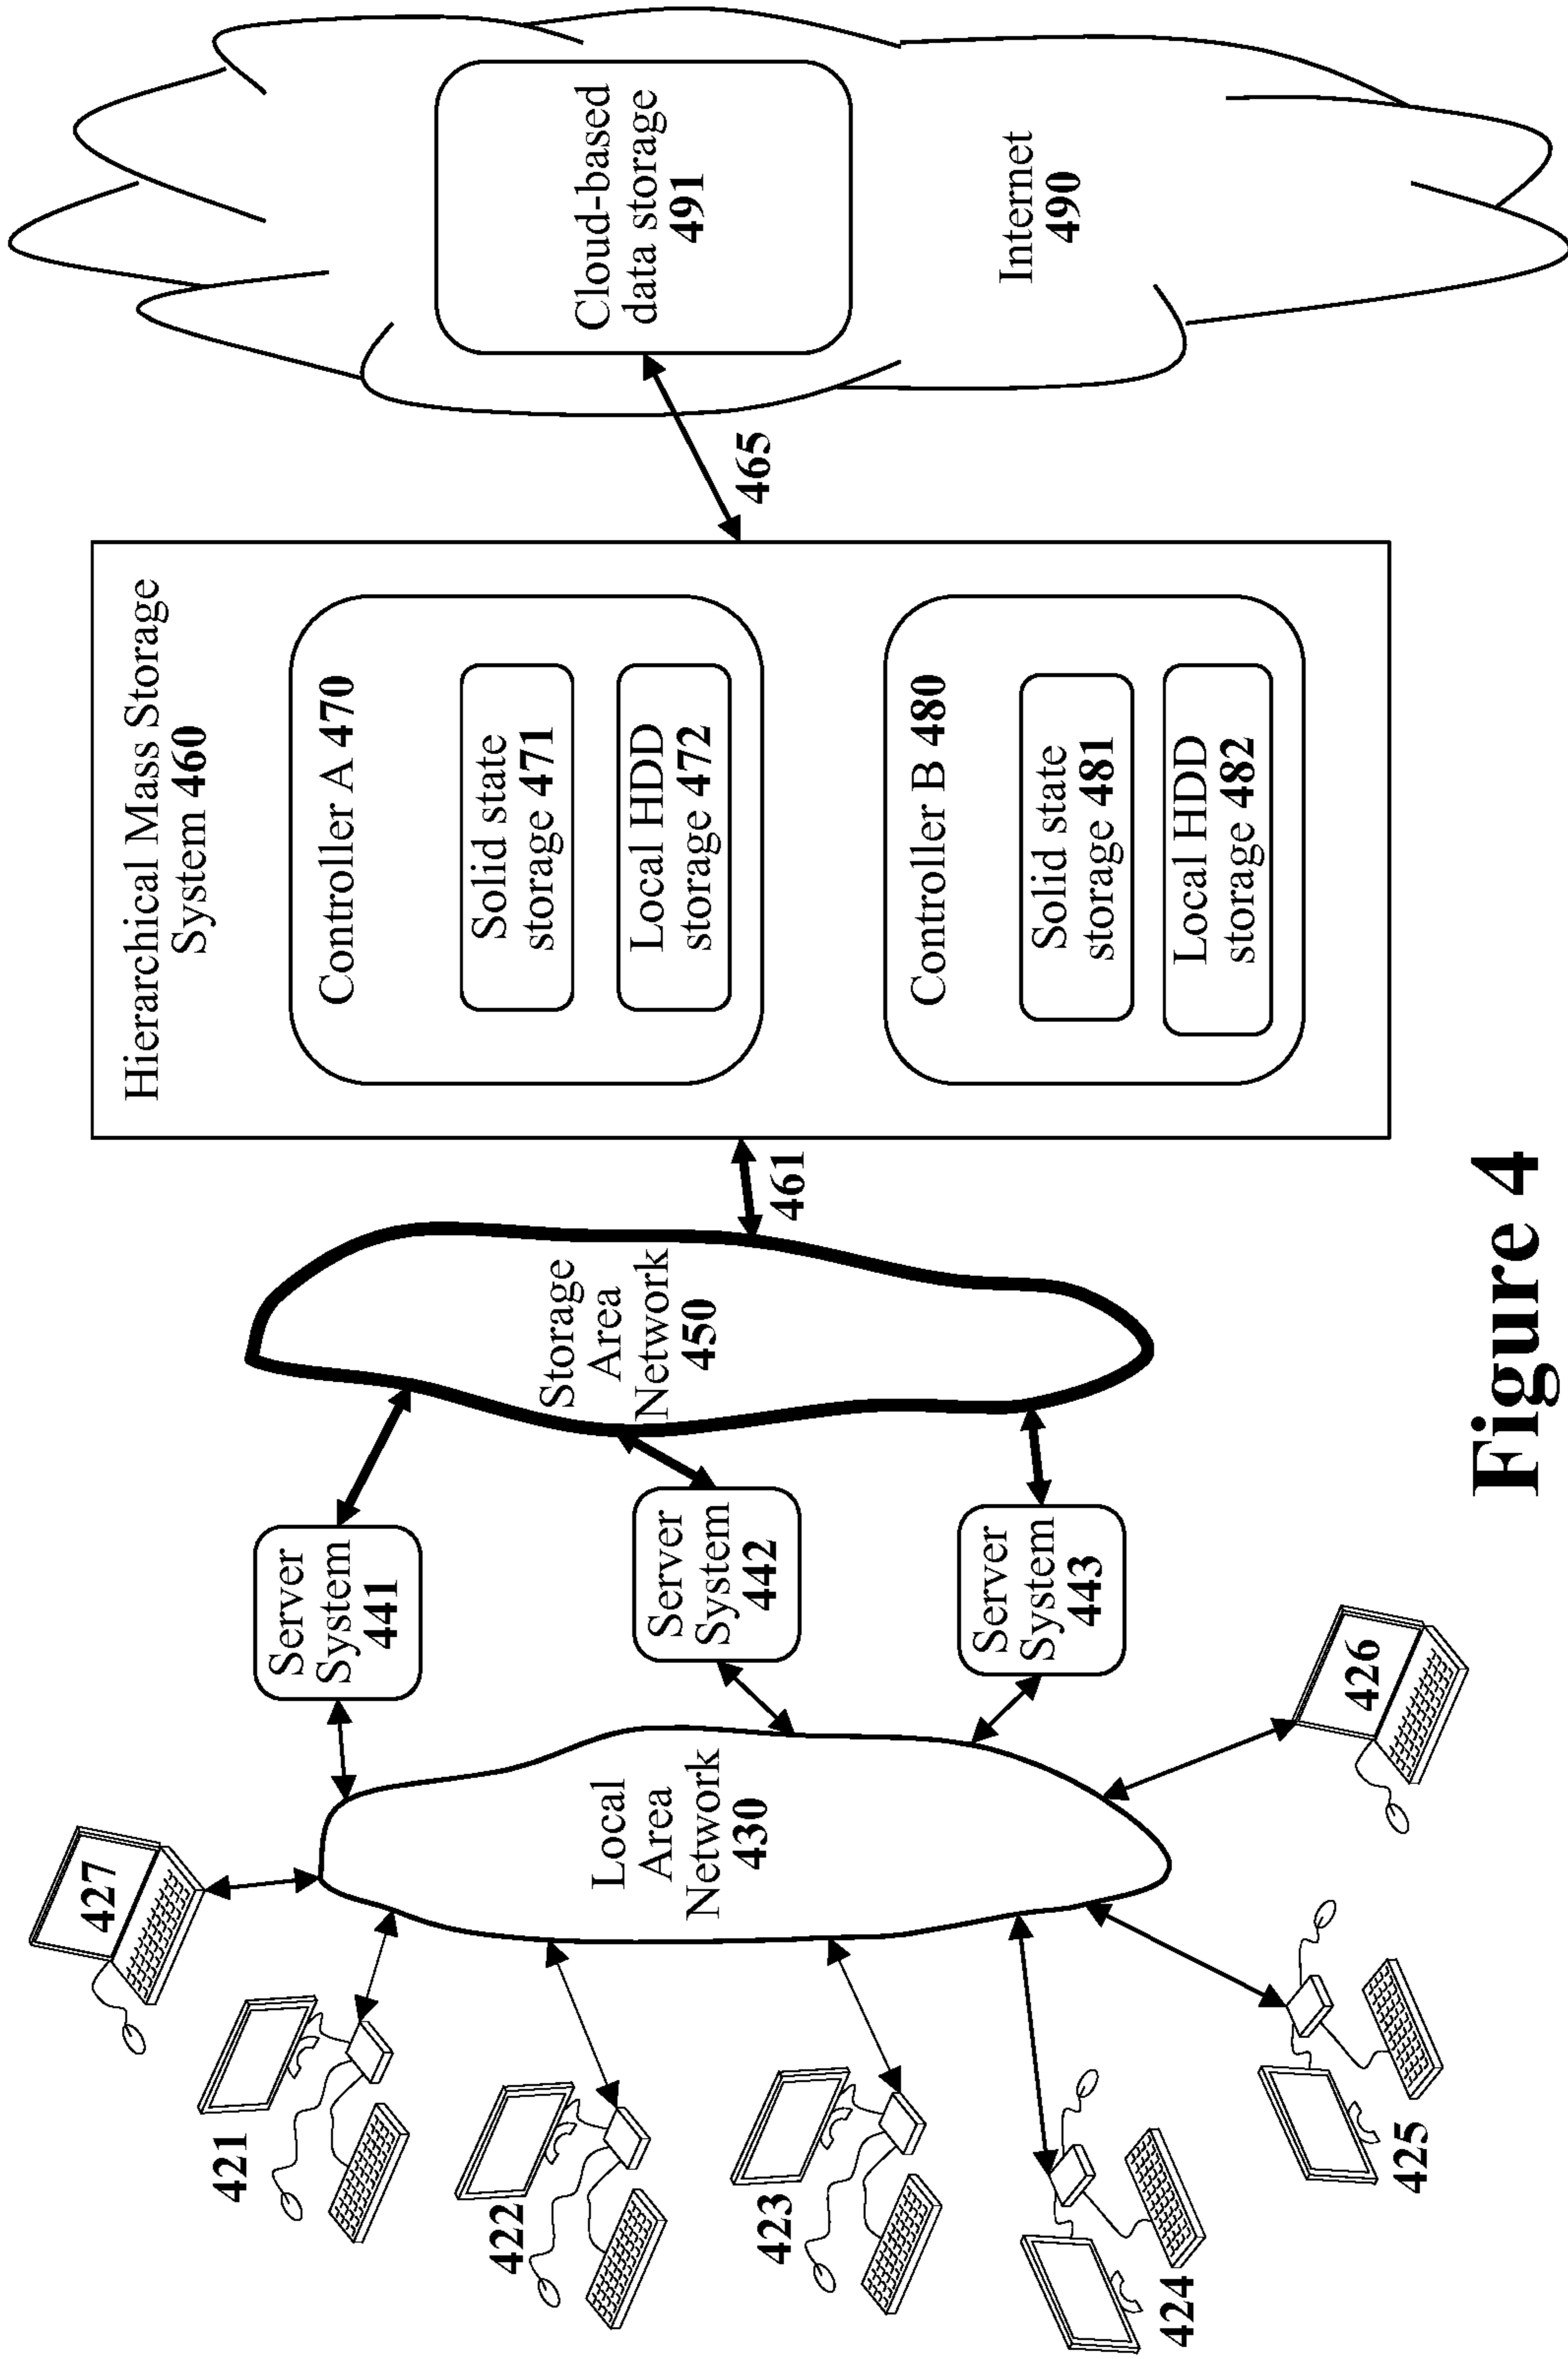 427
421
422
423
424
425
426
Local
Area
Network
430
Server
System
441
Server
System
442
Server
System
443
Storage
Area
Network
450
461
Hierarchical Mass Storage
System 460
Controller A 470
Solid state
storage 471
Local HDD
storage 472
Controller B 480
Solid state
storage 481
Local HDD
storage 482
465
Cloud-based
data storage
491
Internet
490
Figure 4